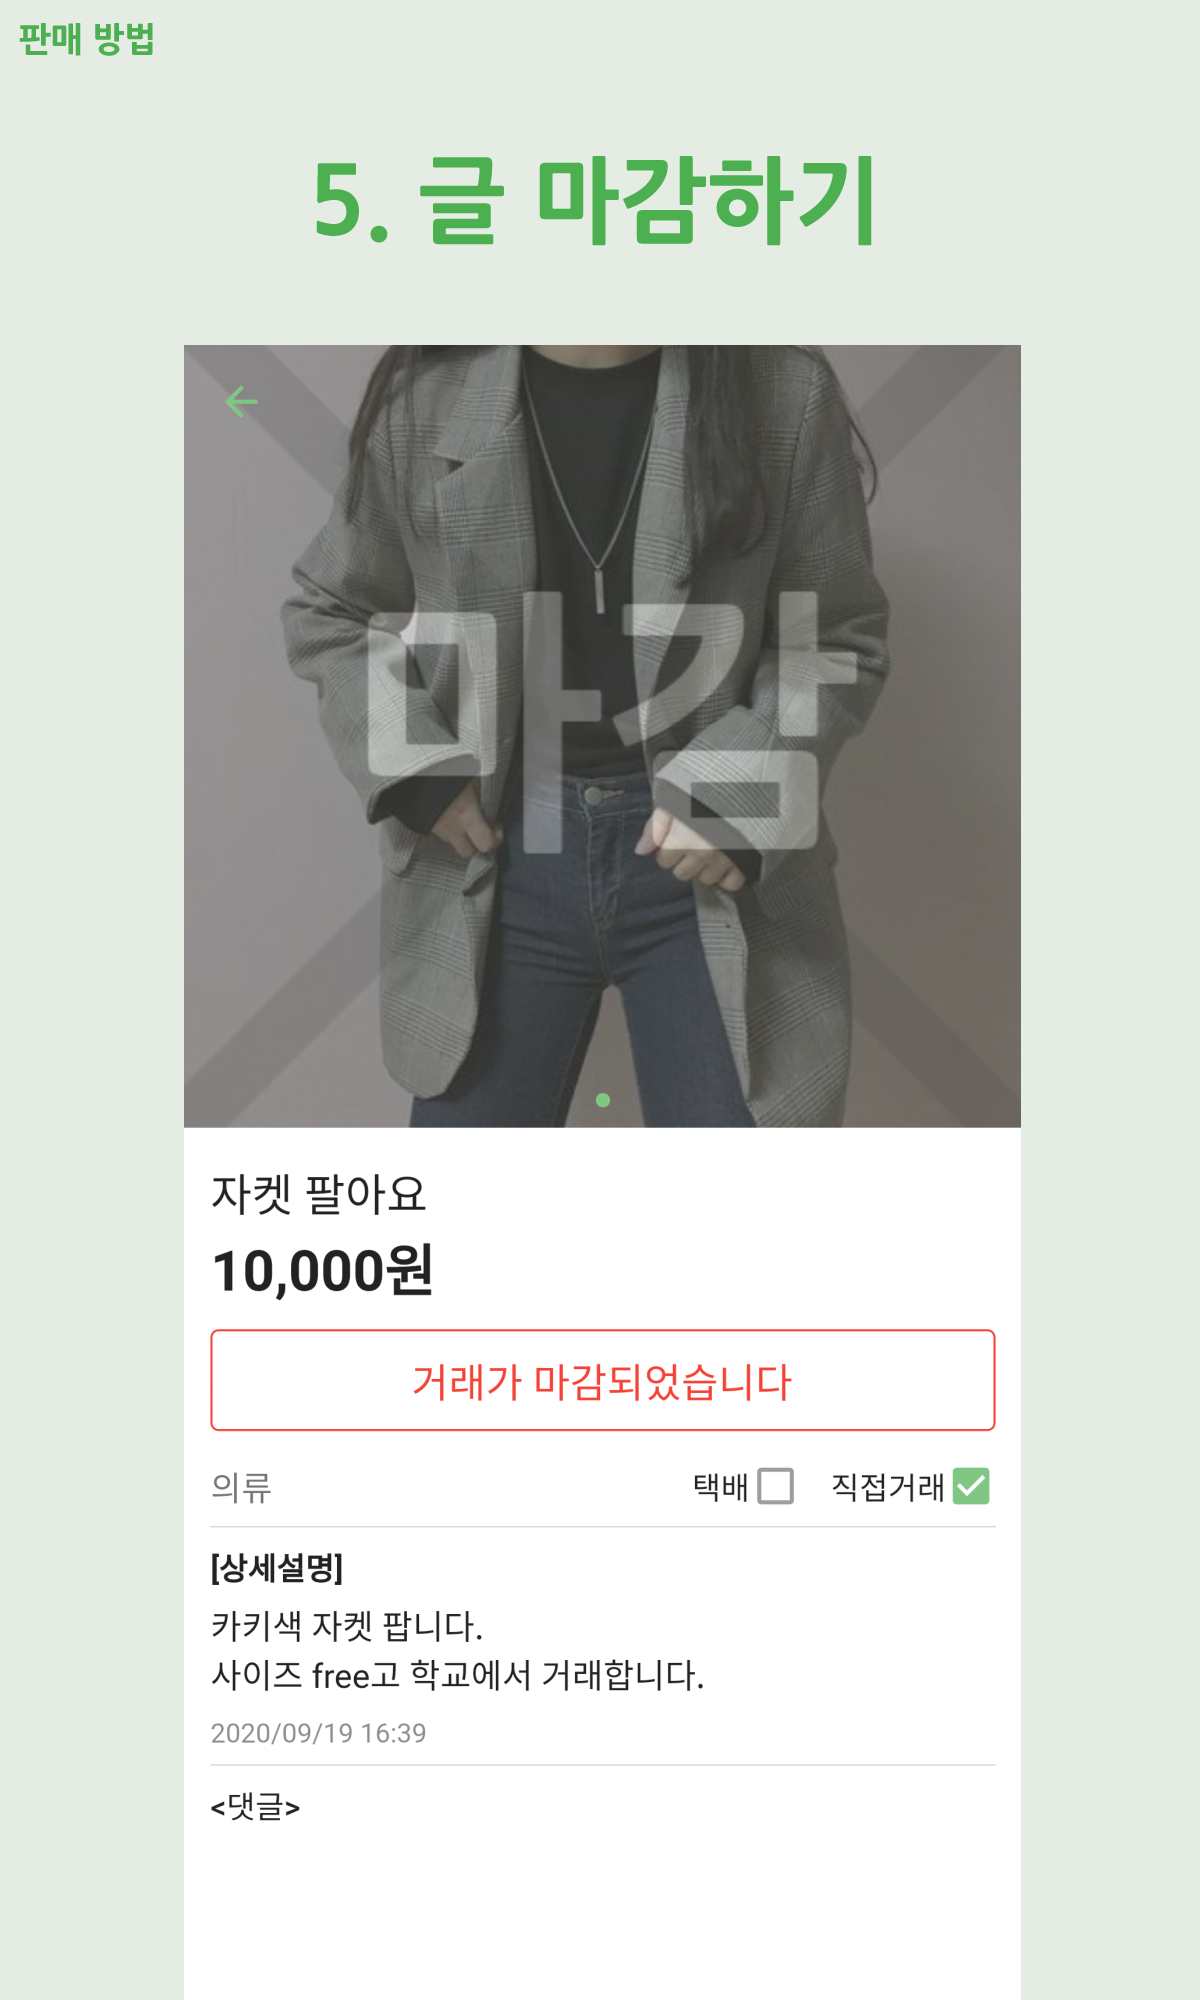 판매 방법
5. 글 마감하기
마감
자켓 팔아요
10,000원
거래가 마감되었습니다
의류 택배 직접거래
[상세설명]
카키색 자켓 팝니다.
사이즈 free고 학교에서 거래합니다.
2020/09/19 16:39
<댓글>